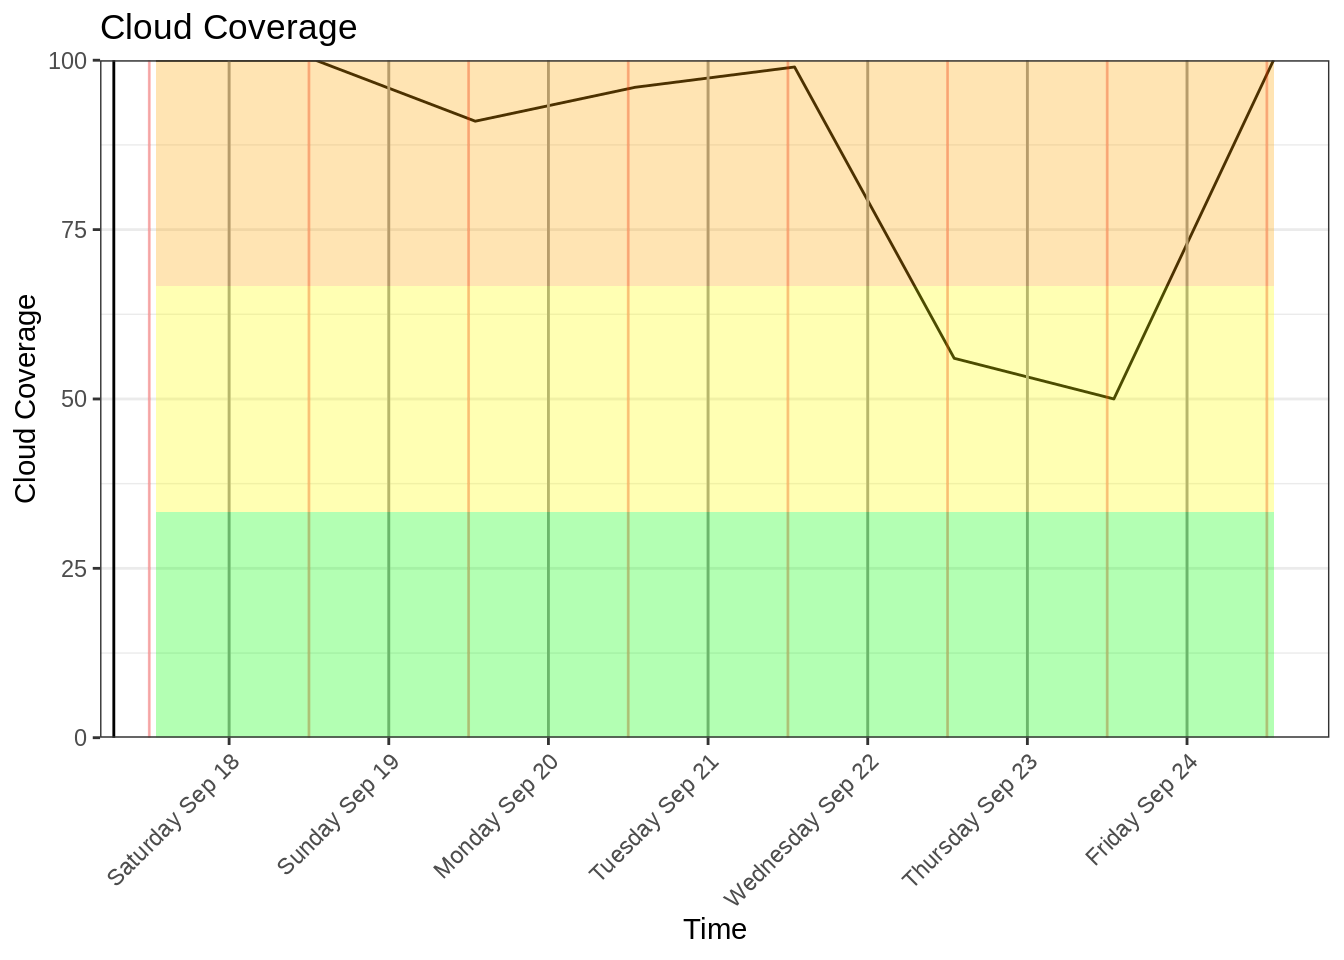 Cloud Coverage
100
75
50
25
0
Cloud Coverage
Saturday Sep 18
Sunday Sep 19
Monday Sep 20
Tuesday Sep 21
Wednesday Sep 22
Thursday Sep 23
Friday Sep 24
Time